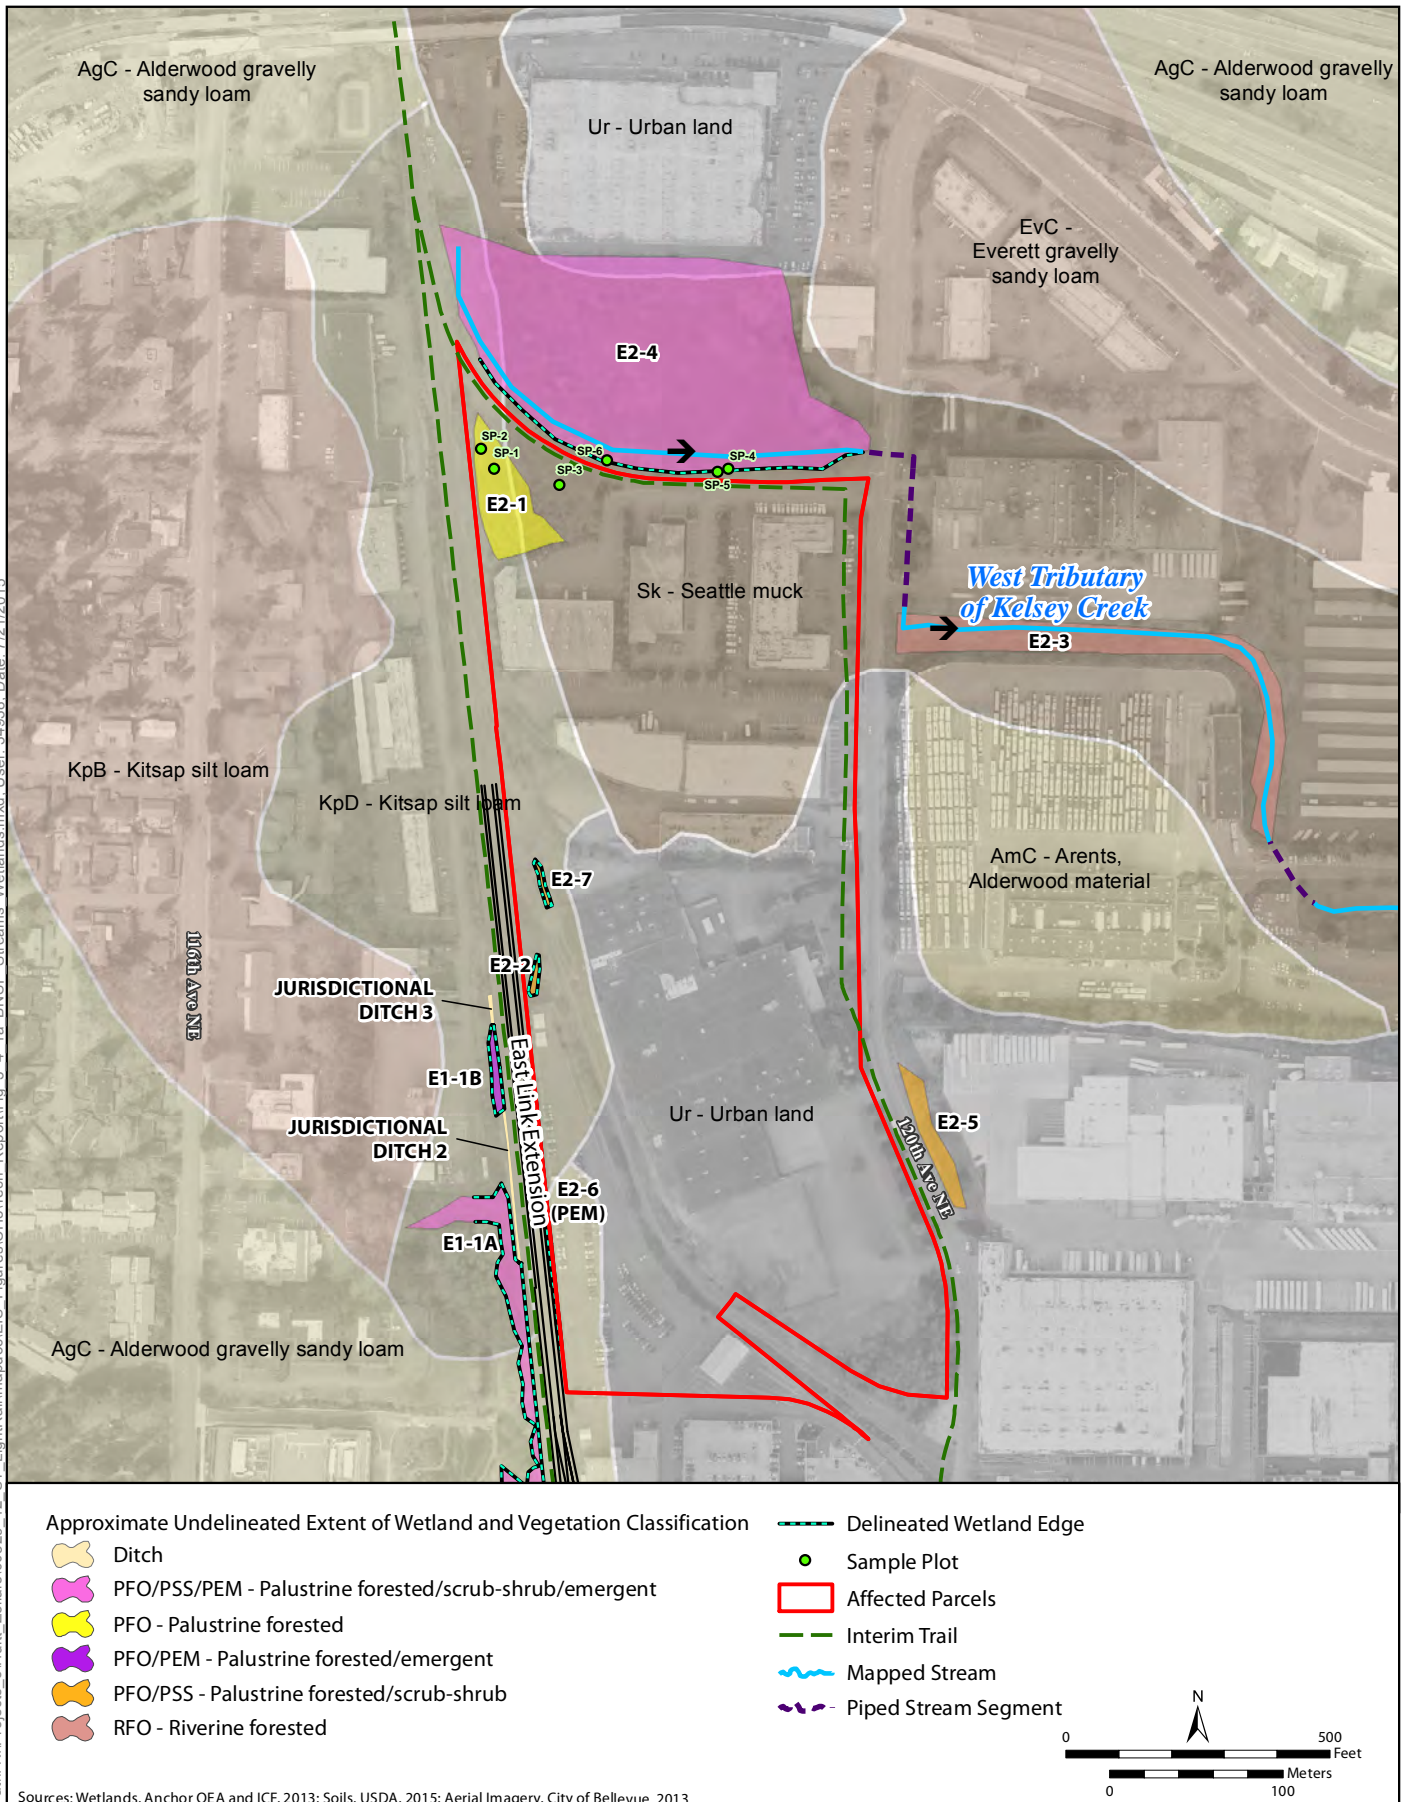 AgC - Alderwood gravelly
sandy loam
Ur - Urban land
AgC - Alderwood gravelly
sandy loam
EvC -
Everett gravelly
sandy loam
E2-4
SP-2
SP-1
SP-6
SP-3
SP-4
SP-5
E2-1
Sk - Seattle muck
West Tributary
of Kelsey Creek
E2-3
KpB - Kitsap silt loam
KpD - Kitsap silt loam
AmC - Arents,
Alderwood material
E2-7
116th Ave NE
E2-2
JURISDICTIONAL
DITCH 3
East Link Extension
E1-1B
Ur - Urban land
E2-5
120th Ave NE
JURISDICTIONAL
DITCH 2
E2-6
(PEM)
E1-1A
AgC - Alderwood gravelly sandy loam
Approximate Undelineated Extent of Wetland and Vegetation Classification
Ditch
PFO/PSS/PEM - Palustrine forested/scrub-shrub/emergent
PFO - Palustrine forested
PFO/PEM - Palustrine forested/emergent
PFO/PSS - Palustrine forested/scrub-shrub
RFO - Riverine forested
Delineated Wetland Edge
Sample Plot
Affected Parcels
Interim Trail
Mapped Stream
Piped Stream Segment
N
0 500
Feet
Meters
0 100
Sources: Wetlands, Anchor QEA and ICF, 2013; Soils, USDA, 2015; Aerial Imagery, City of Bellevue, 2013